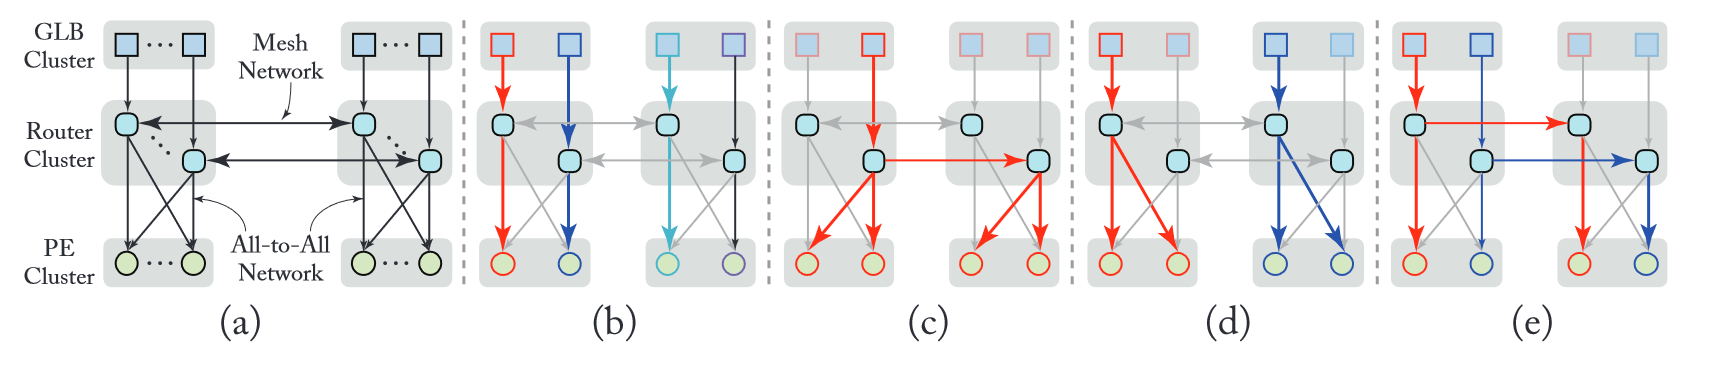 GLB
Cluster
Mesh
Network
Router
Cluster
All-to-All
Network
PE
Cluster
(a)
(b)
(c)
(d)
(e)